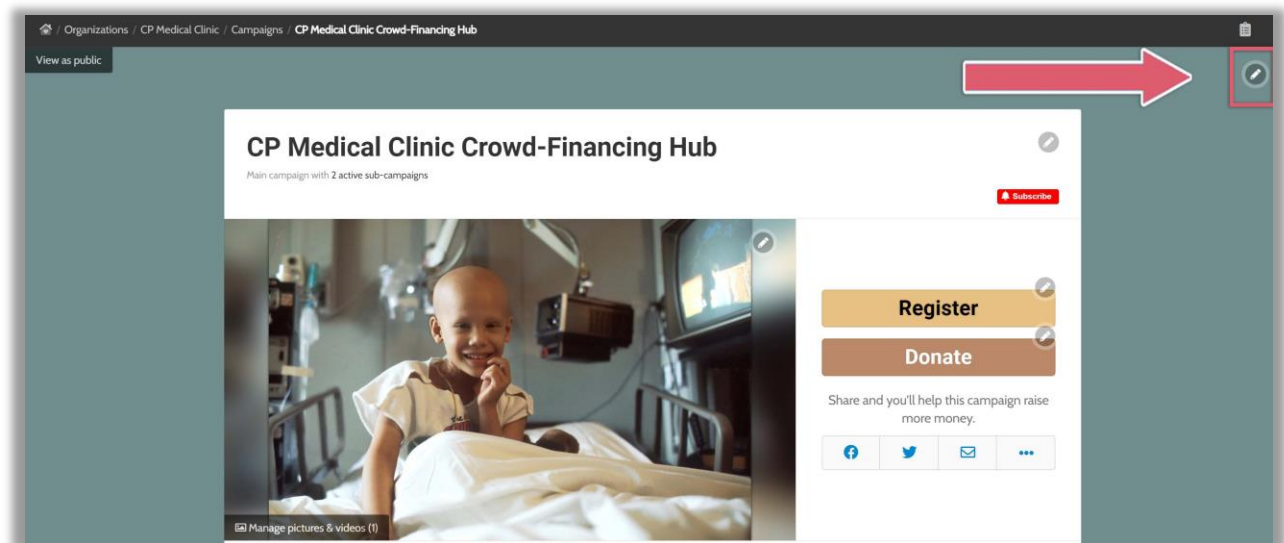 / Organizations / CP Medical Clinic / Campaigns / CP Medical Clinic Crowd-Financing Hub
View as public
CP Medical Clinic Crowd-Financing Hub
Main campaign with 2 active sub-campaigns
Subscribe
Register
Donate
Share and you'll help this campaign raise
more money.
Manage pictures & videos (1)